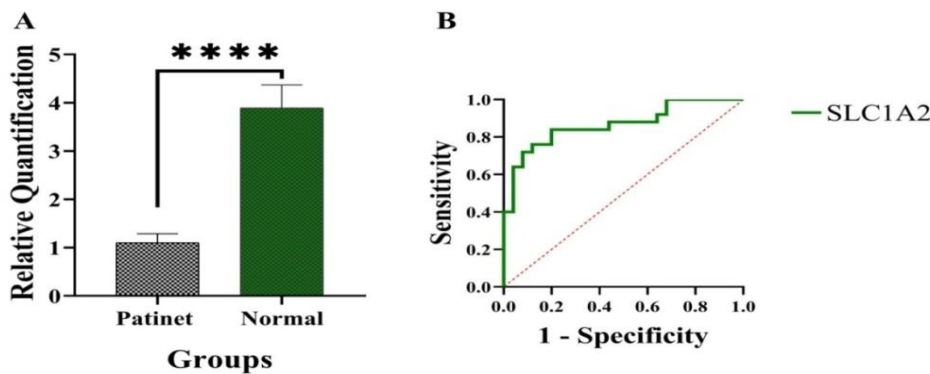 A
Relative Quantification
5
4
3
2
1
0
****
Patinet
Normal
Groups
B
Sensitivity
1.0
0.8
0.6
0.4
0.2
0.0
0.0
0.2
0.4
0.6
0.8
1.0
1 - Specificity
SLC1A2